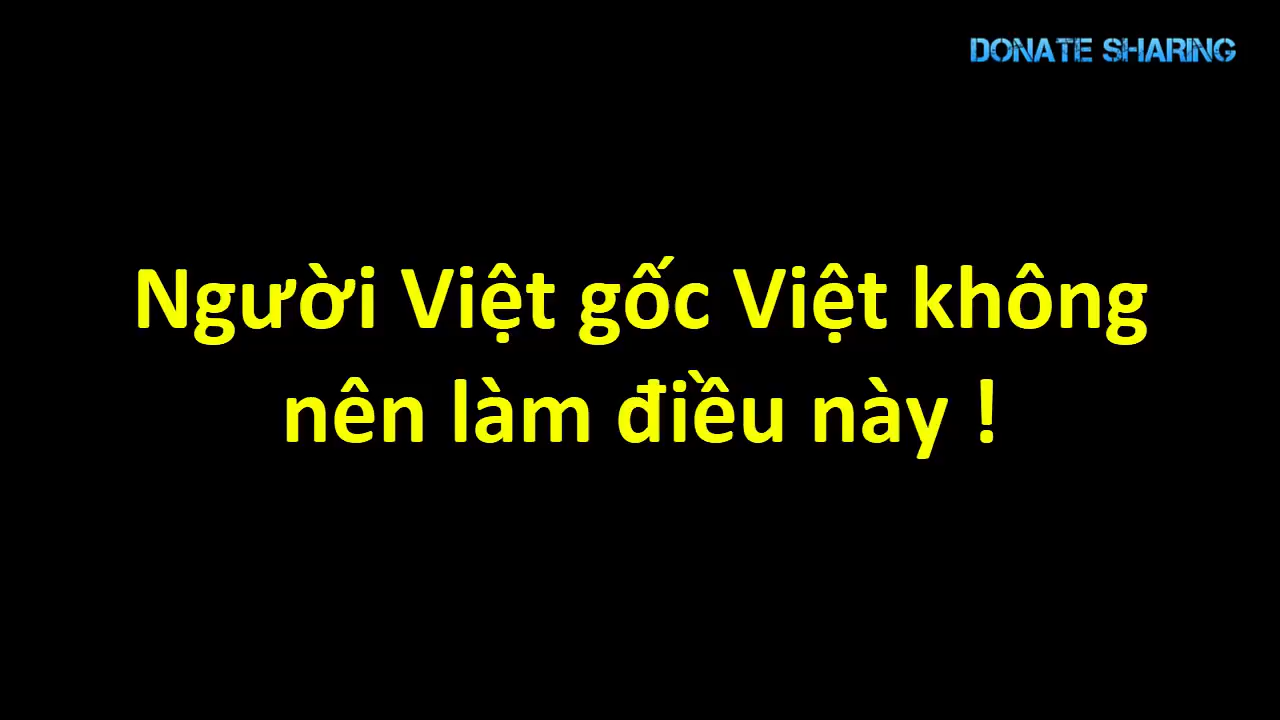 DONATE SHARING
Người Việt gốc Việt không
nên làm điều này !